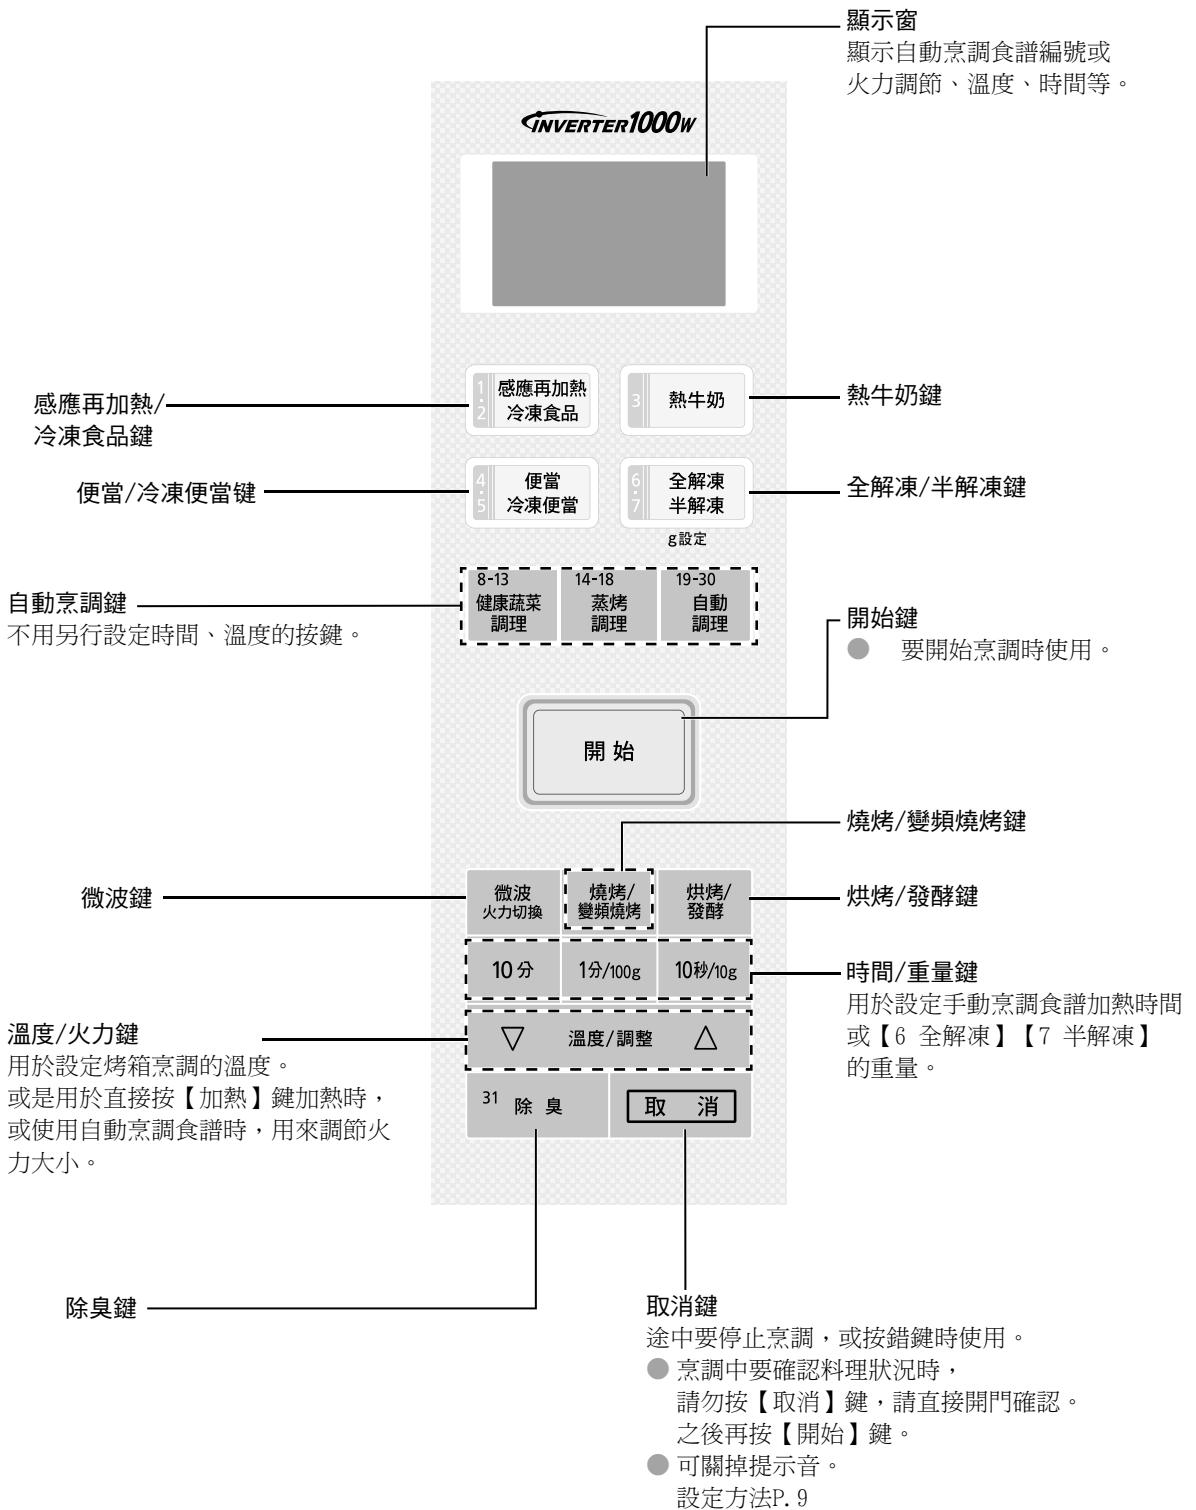 顯示窗
顯示自動烹調食譜編號或
火力調節、溫度、時間等。
INVERTER1000W
感應再加熱/
冷凍食品鍵
1・2
感應再加熱
冷凍食品
3
熱牛奶
熱牛奶鍵
便當/冷凍便當键
4・5
便當
冷凍便當
6・7
全解凍
半解凍
全解凍/半解凍鍵
g設定
自動烹調鍵
不用另行設定時間、溫度的按鍵。
8-13
健康蔬菜
調理
14-18
蒸烤
調理
19-30
自動
調理
開始鍵
● 要開始烹調時使用。
開始
燒烤/變頻燒烤鍵
微波鍵
微波
火力切換
燒烤/
變頻燒烤
烘烤/
發酵
烘烤/發酵鍵
10分
1分/100g
10秒/10g
時間/重量鍵
用於設定手動烹調食譜加熱時間
或【6 全解凍】【7 半解凍】
的重量。
溫度/火力鍵
用於設定烤箱烹調的溫度。
或是用於直接按【加熱】鍵加熱時，
或使用自動烹調食譜時，用來調節火
力大小。
▽ 溫度/調整 △
31 除臭
取 消
除臭鍵
取消鍵
途中要停止烹調，或按錯鍵時使用。
● 烹調中要確認料理狀況時，
請勿按【取消】鍵，請直接開門確認。
之後再按【開始】鍵。
● 可關掉提示音。
設定方法P.9